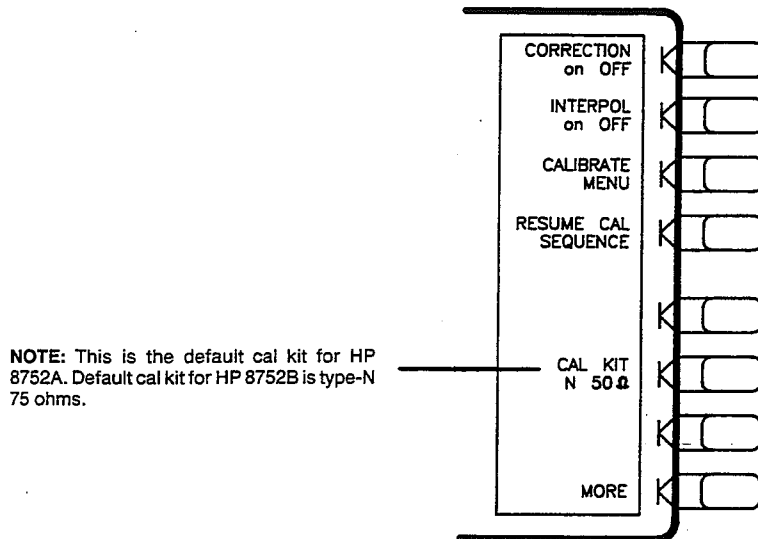 CORRECTION
on OFF
INTERPOL
on OFF
CALIBRATE
MENU
RESUME CAL
SEQUENCE
NOTE: This is the default cal kit for HP
8752A. Default cal kit for HP 8752B is type-N
75 ohms.
CAL KIT
N 50Ω
MORE